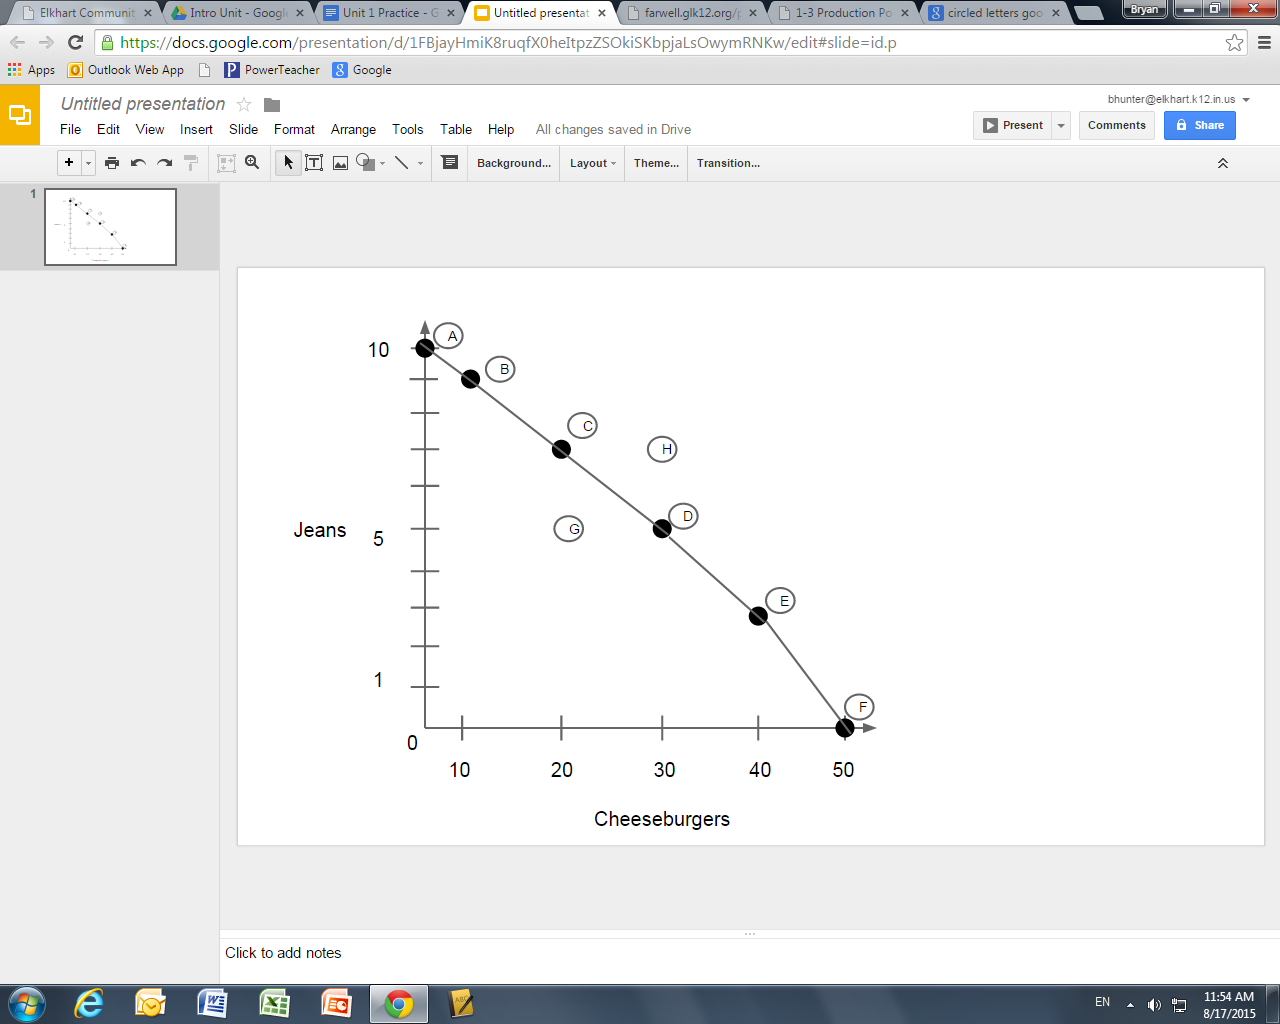 Elkhart Communit
Intro Unit - Google
Unit 1 Practice - G
Untitled presentat
farwell.glk12.org/p
1-3 Production Po
circled letters goo
Bryan
https://docs.google.com/presentation/d/1FBjayHmiK8ruqfX0heItpzZSOkiSKbpjaLsOwymRNKw/edit#slide=id.p
Apps
Outlook Web App
PowerTeacher
Google
Untitled presentation
bhunter@elkhart.k12.in.us
File Edit View Insert Slide Format Arrange Tools Table Help All changes saved in Drive
Present
Comments
Share
Background...
Layout
Theme...
Transition...
1
A
10
B
C
H
D
G
Jeans
5
E
1
F
0
10 20 30 40 50
Cheeseburgers
Click to add notes
EN
11:54 AM
8/17/2015